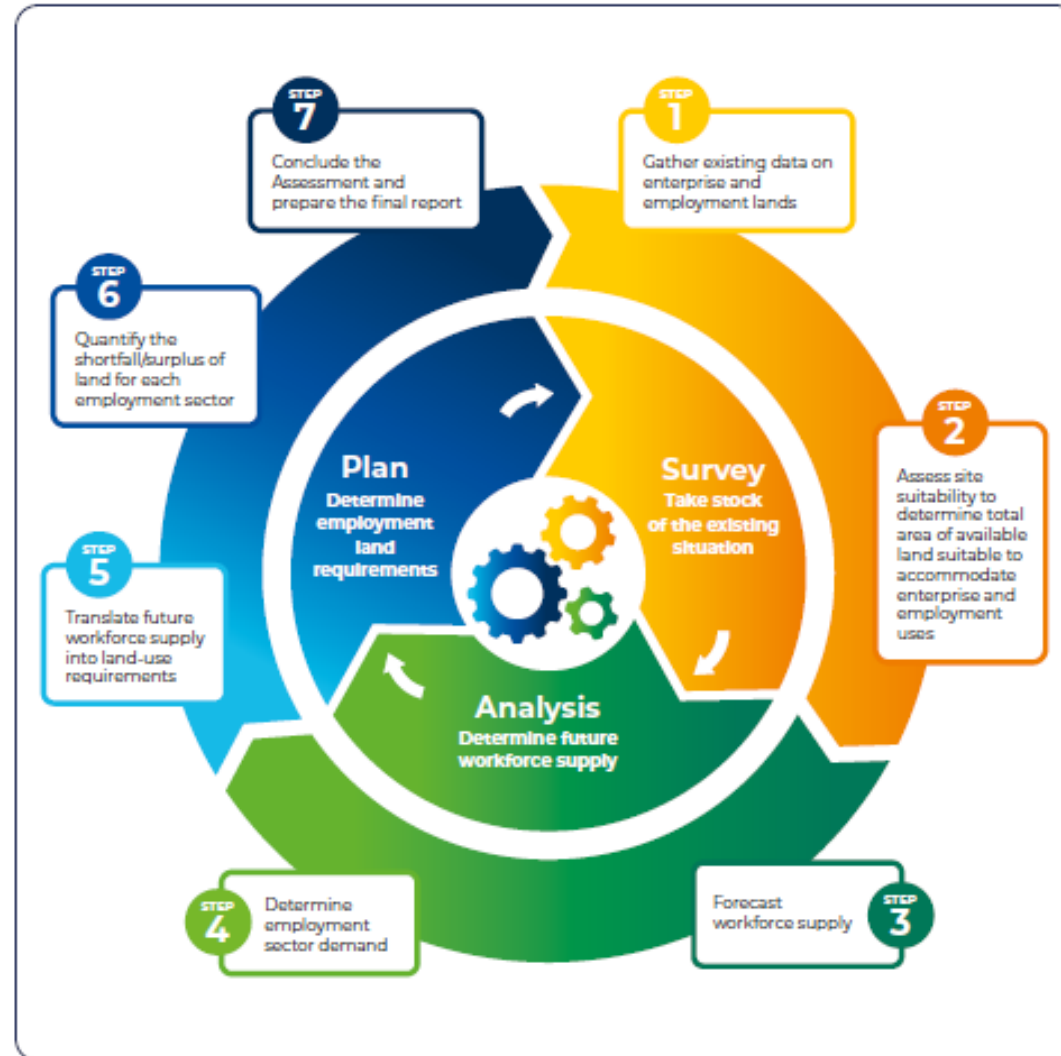 STEP
1
Gather existing data on
enterprise and
employment lands
STEP
2
Assess site
suitability to
determine total
area of available
land suitable to
accommodate
enterprise and
employment
uses
STEP
3
Forecast
workforce supply
STEP
4
Determine
employment
sector demand
STEP
5
Translate future
workforce supply
into land-use
requirements
STEP
6
Quantify the
shortfall/surplus of
land for each
employment sector
STEP
7
Conclude the
Assessment and
prepare the final report
Survey
Take stock
of the existing
situation
Analysis
Determine future
workforce supply
Plan
Determine
employment
land
requirements